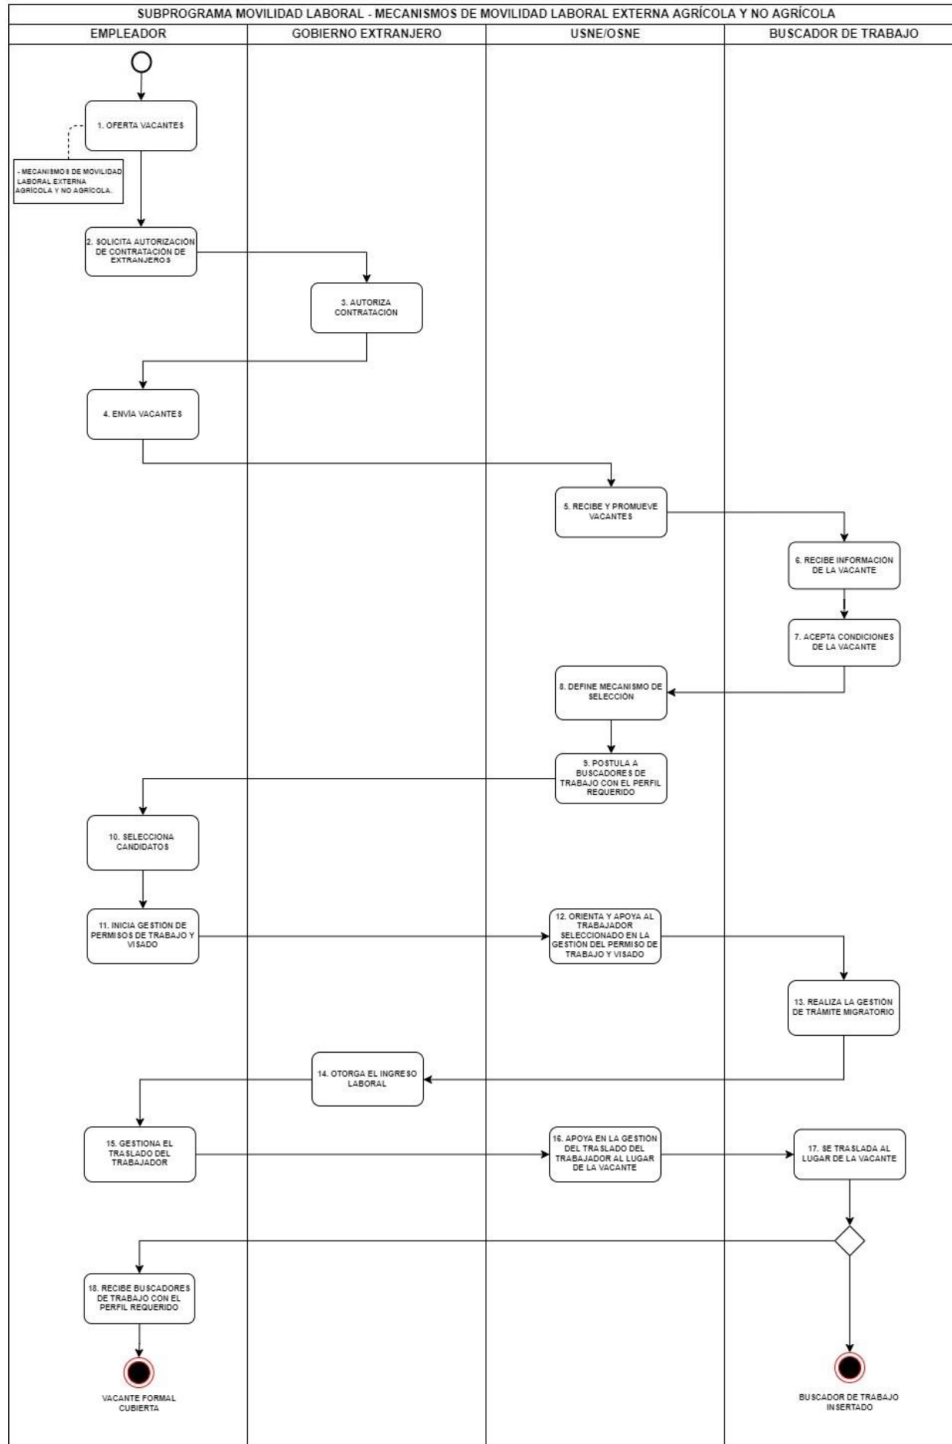 SUBPROGRAMA MOVILIDAD LABORAL - MECANISMOS DE MOVILIDAD LABORAL EXTERNA AGRÍCOLA Y NO AGRÍCOLA
EMPLEADOR
GOBIERNO EXTRANJERO
USNE/OSNE
BUSCADOR DE TRABAJO
1. OFERTA VACANTES
- MECANISMOS DE MOVILIDAD
LABORAL EXTERNA
AGRÍCOLA Y NO AGRÍCOLA.
2. SOLICITA AUTORIZACIÓN
DE CONTRATACIÓN DE
EXTRANJEROS
3. AUTORIZA
CONTRATACIÓN
4. ENVÍA VACANTES
5. RECIBE Y PROMUEVE
VACANTES
6. RECIBE INFORMACIÓN
DE LA VACANTE
7. ACEPTA CONDICIONES
DE LA VACANTE
8. DEFINE MECANISMO DE
SELECCIÓN
9. POSTULA A
BUSCADORES DE
TRABAJO CON EL PERFIL
REQUERIDO
10. SELECCIONA
CANDIDATOS
11. INICIA GESTIÓN DE
PERMISOS DE TRABAJO Y
VISADO
12. ORIENTA Y APOYA AL
TRABAJADOR
SELECCIONADO EN LA
GESTIÓN DEL PERMISO DE
TRABAJO Y VISADO
13. REALIZA LA GESTIÓN
DE TRÁMITE MIGRATORIO
14. OTORGA EL INGRESO
LABORAL
15. GESTIONA EL
TRASLADO DEL
TRABAJADOR
16. APOYA EN LA GESTIÓN
DEL TRASLADO DEL
TRABAJADOR AL LUGAR
DE LA VACANTE
17. SE TRASLADA AL
LUGAR DE LA VACANTE
18. RECIBE BUSCADORES
DE TRABAJO CON EL
PERFIL REQUERIDO
VACANTE FORMAL
CUBIERTA
BUSCADOR DE TRABAJO
INSERTADO